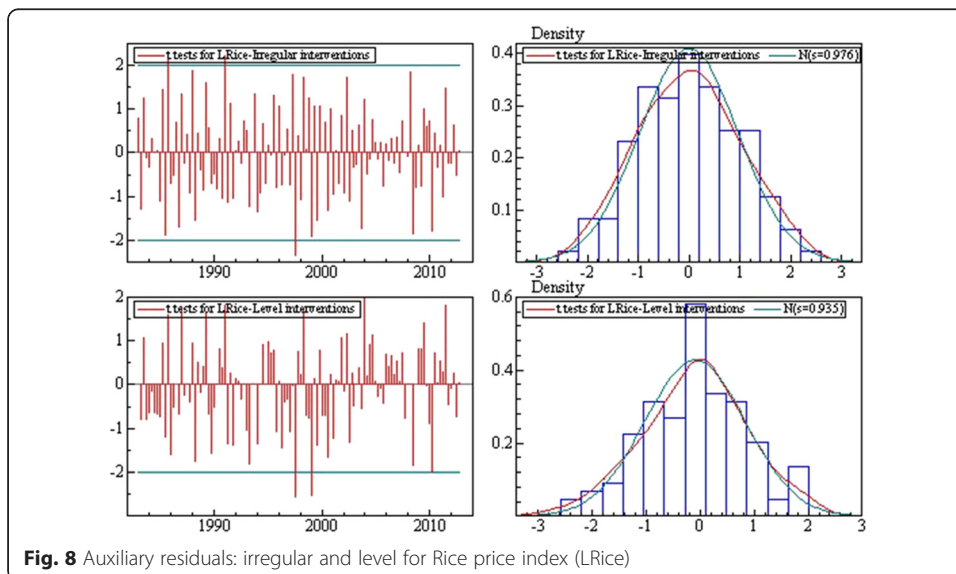 Density
t tests for LRice-Irregular interventions
2
1
0
-1
-2
1990 2000 2010
t tests for LRice-Irregular interventions N(s=0.976)
0.4
0.3
0.2
0.1
-3 -2 -1 0 1 2 3
Density
t tests for LRice-Level interventions
2
1
0
-1
-2
1990 2000 2010
t tests for LRice-Level interventions N(s=0.935)
0.6
0.4
0.2
-3 -2 -1 0 1 2 3
Fig. 8 Auxiliary residuals: irregular and level for Rice price index (LRice)